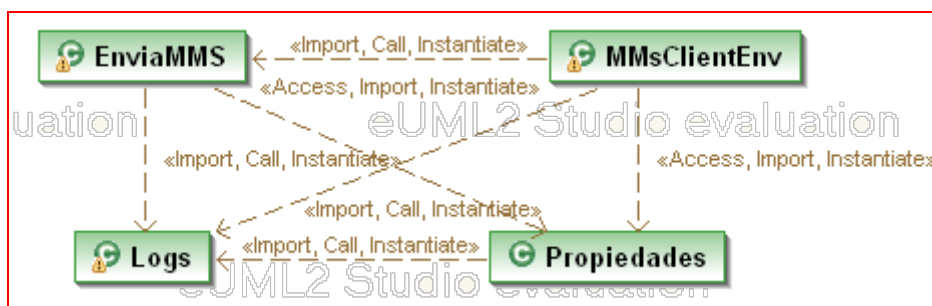 «Import, Call, Instantiate»
EnviaMMS
MMsClientEnv
«Access, Import, Instantiate»
uation
eUML2 Studio evaluation
«Import, Call, Instantiate»
«Access, Import, Instantiate»
«Import, Call, Instantiate»
«Import, Call, Instantiate»
Logs
Propiedades
eUML2 Studio evaluation